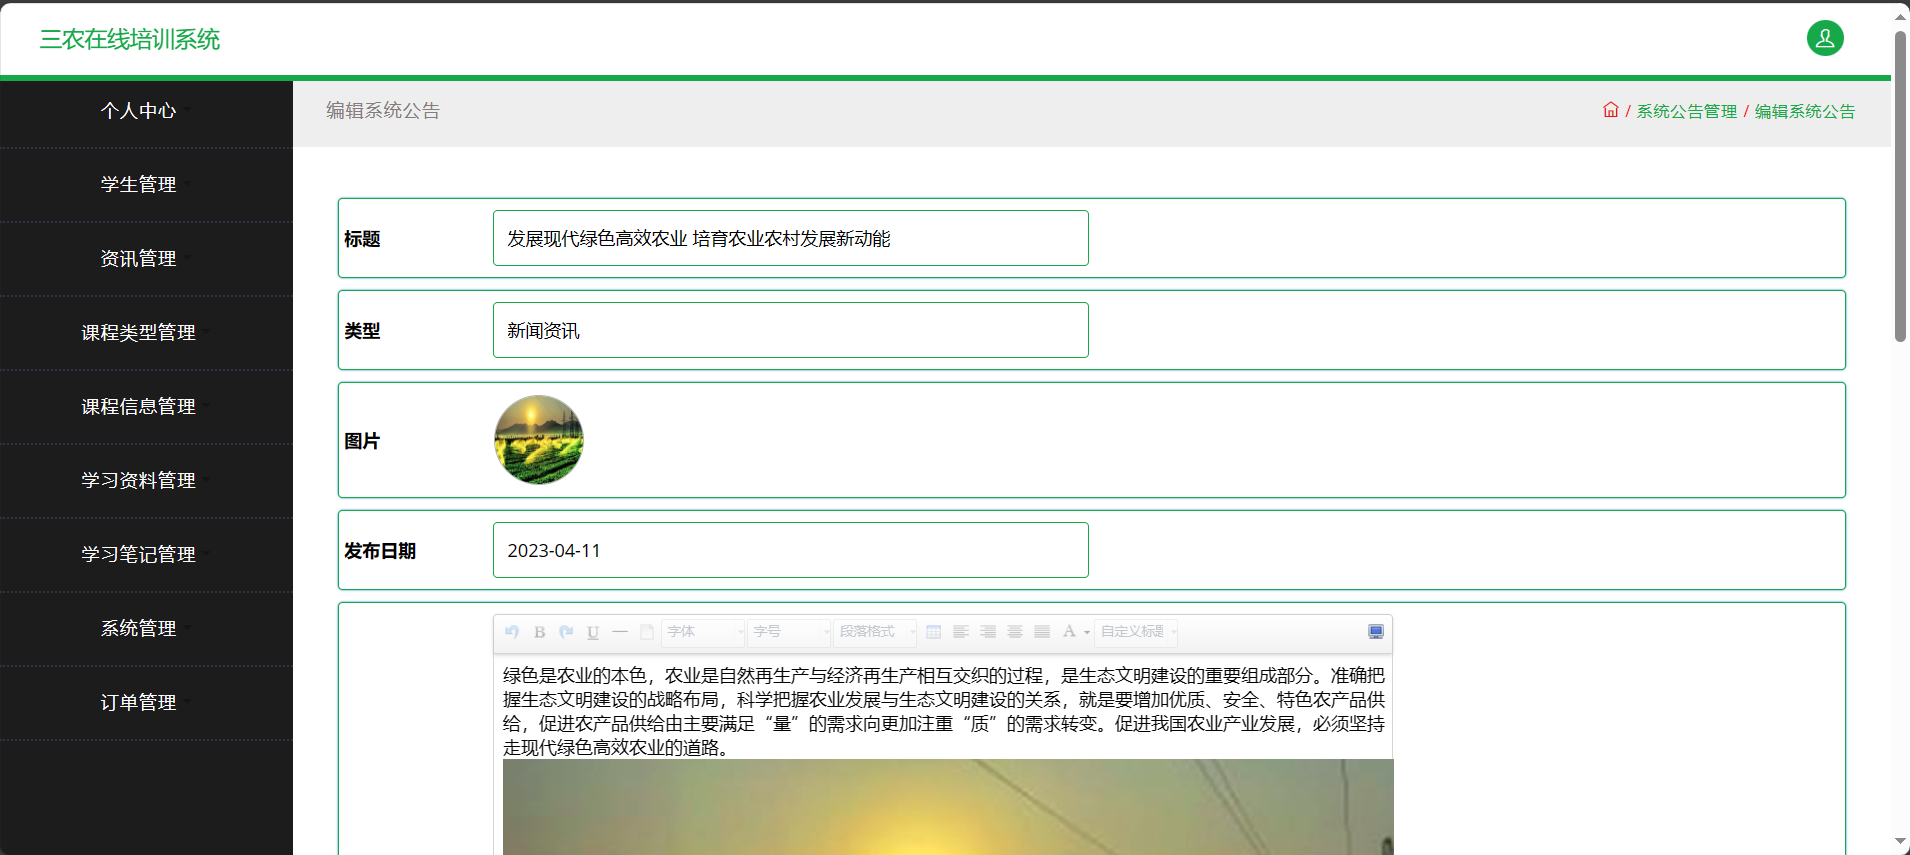 三农在线培训系统
个人中心
学生管理
资讯管理
课程类型管理
课程信息管理
学习资料管理
学习笔记管理
系统管理
订单管理
编辑系统公告
/ 系统公告管理 / 编辑系统公告
标题
发展现代绿色高效农业 培育农业农村发展新动能
类型
新闻资讯
图片
发布日期
2023-04-11
B U 字体 字号 段落格式 A 自定义标题
绿色是农业的本色，农业是自然再生产与经济再生产相互交织的过程，是生态文明建设的重要组成部分。准确把
握生态文明建设的战略布局，科学把握农业发展与生态文明建设的关系，就是要增加优质、安全、特色农产品供
给，促进农产品供给由主要满足“量”的需求向更加注重“质”的需求转变。促进我国农业产业发展，必须坚持
走现代绿色高效农业的道路。